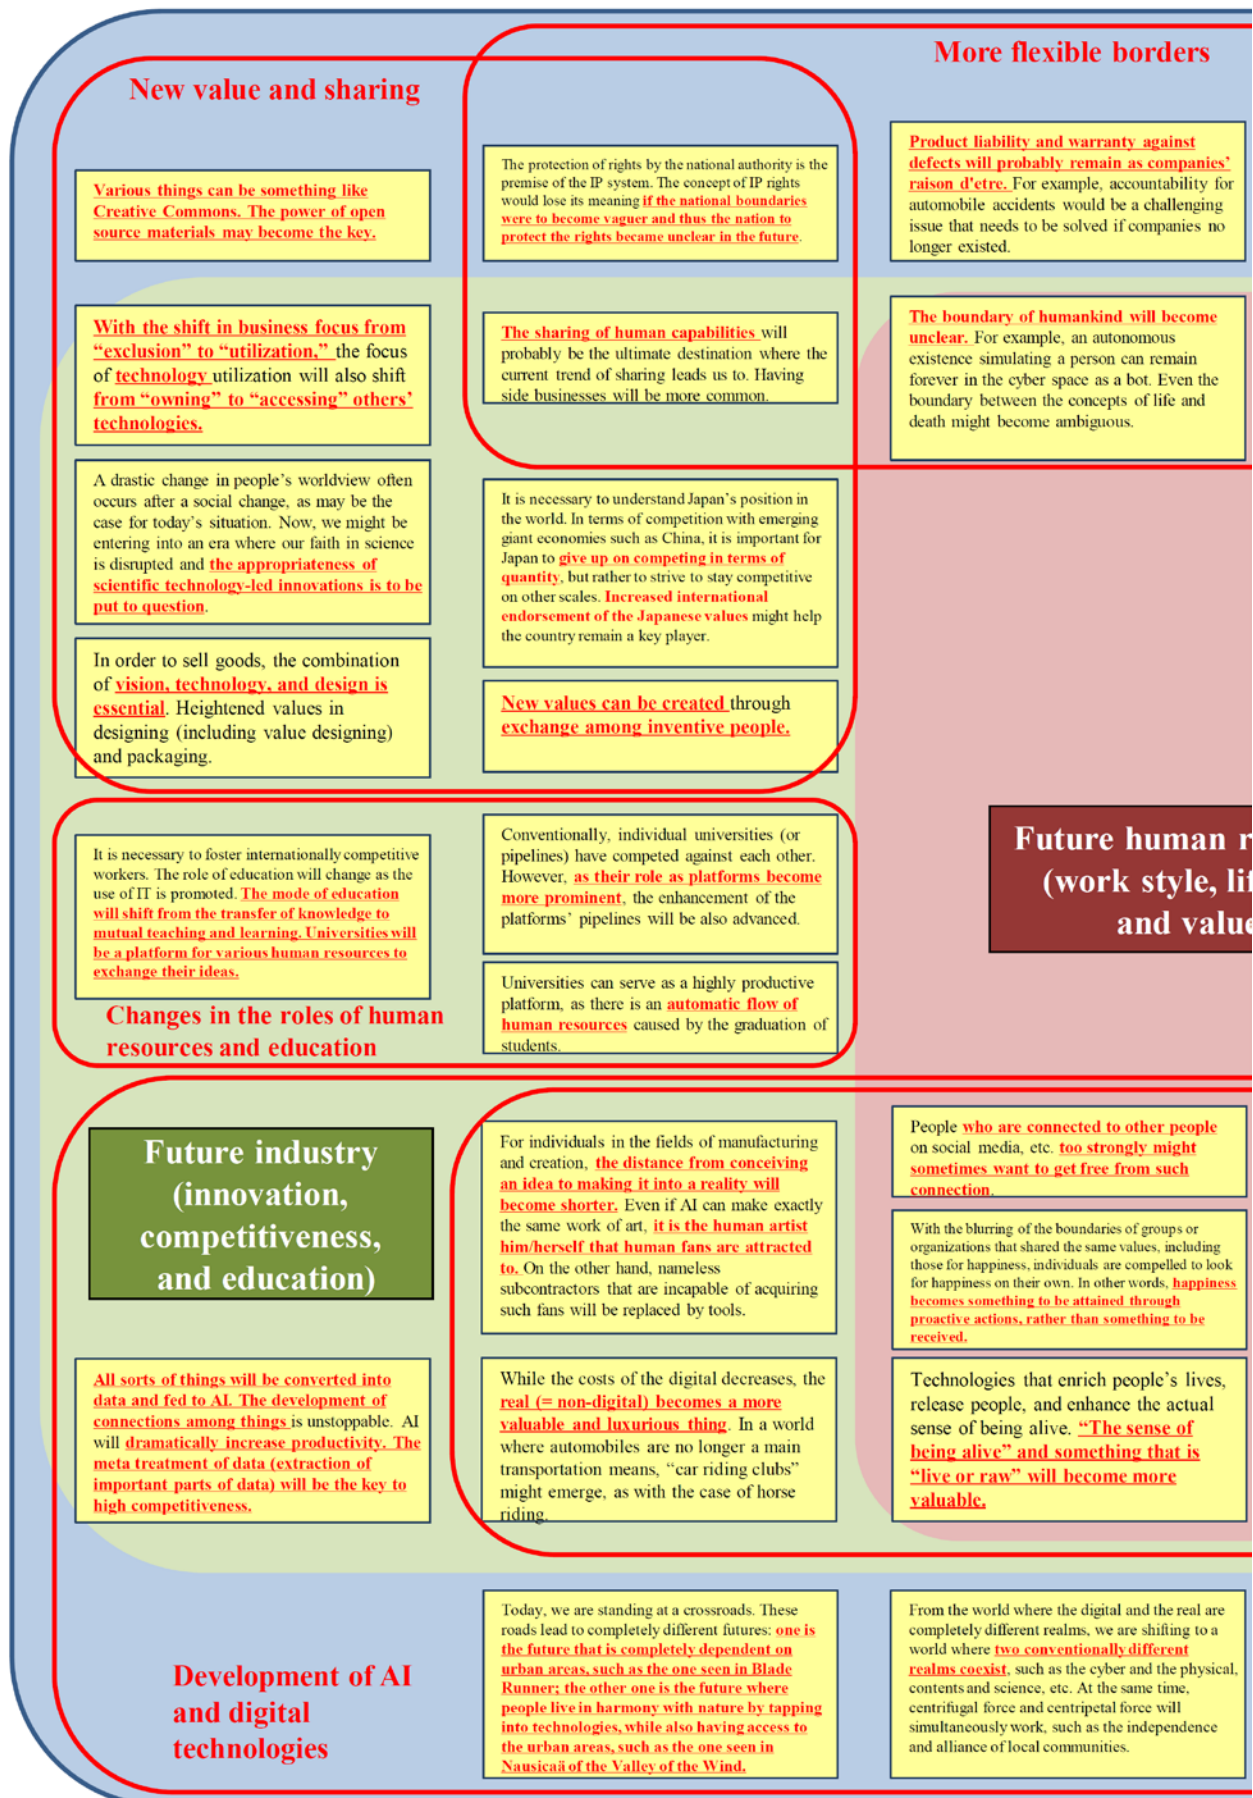 More flexible borders
New value and sharing
Various things can be something like
Creative Commons. The power of open
source materials may become the key.
The protection of rights by the national authority is the
premise of the IP system. The concept of IP rights
would lose its meaning if the national boundaries
were to become vaguer and thus the nation to
protect the rights became unclear in the future.
Product liability and warranty against
defects will probably remain as companies’
raison d'etre. For example, accountability for
automobile accidents would be a challenging
issue that needs to be solved if companies no
longer existed.
With the shift in business focus from
“exclusion” to “utilization,” the focus
of technology utilization will also shift
from “owning” to “accessing” others’
technologies.
The sharing of human capabilities will
probably be the ultimate destination where the
current trend of sharing leads us to. Having
side businesses will be more common.
The boundary of humankind will become
unclear. For example, an autonomous
existence simulating a person can remain
forever in the cyber space as a bot. Even the
boundary between the concepts of life and
death might become ambiguous.
A drastic change in people’s worldview often
occurs after a social change, as may be the
case for today’s situation. Now, we might be
entering into an era where our faith in science
is disrupted and the appropriateness of
scientific technology-led innovations is to be
put to question.
It is necessary to understand Japan’s position in
the world. In terms of competition with emerging
giant economies such as China, it is important for
Japan to give up on competing in terms of
quantity, but rather to strive to stay competitive
on other scales. Increased international
endorsement of the Japanese values might help
the country remain a key player.
In order to sell goods, the combination
of vision, technology, and design is
essential. Heightened values in
designing (including value designing)
and packaging.
New values can be created through
exchange among inventive people.
It is necessary to foster internationally competitive
workers. The role of education will change as the
use of IT is promoted. The mode of education
will shift from the transfer of knowledge to
mutual teaching and learning. Universities will
be a platform for various human resources to
exchange their ideas.
Conventionally, individual universities (or
pipelines) have competed against each other.
However, as their role as platforms become
more prominent, the enhancement of the
platforms’ pipelines will be also advanced.
Universities can serve as a highly productive
platform, as there is an automatic flow of
human resources caused by the graduation of
students.
Changes in the roles of human
resources and education
Future human r
(work style, lif
and value
Future industry
(innovation,
competitiveness,
and education)
For individuals in the fields of manufacturing
and creation, the distance from conceiving
an idea to making it into a reality will
become shorter. Even if AI can make exactly
the same work of art, it is the human artist
him/herself that human fans are attracted
to. On the other hand, nameless
subcontractors that are incapable of acquiring
such fans will be replaced by tools.
People who are connected to other people
on social media, etc. too strongly might
sometimes want to get free from such
connection.
With the blurring of the boundaries of groups or
organizations that shared the same values, including
those for happiness, individuals are compelled to look
for happiness on their own. In other words, happiness
becomes something to be attained through
proactive actions, rather than something to be
received.
All sorts of things will be converted into
data and fed to AI. The development of
connections among things is unstoppable. AI
will dramatically increase productivity. The
meta treatment of data (extraction of
important parts of data) will be the key to
high competitiveness.
While the costs of the digital decreases, the
real (= non-digital) becomes a more
valuable and luxurious thing. In a world
where automobiles are no longer a main
transportation means, “car riding clubs”
might emerge, as with the case of horse
riding.
Technologies that enrich people’s lives,
release people, and enhance the actual
sense of being alive. “The sense of
being alive” and something that is
“live or raw” will become more
valuable.
Development of AI
and digital
technologies
Today, we are standing at a crossroads. These
roads lead to completely different futures: one is
the future that is completely dependent on
urban areas, such as the one seen in Blade
Runner; the other one is the future where
people live in harmony with nature by tapping
into technologies, while also having access to
the urban areas, such as the one seen in
Nausicaä of the Valley of the Wind.
From the world where the digital and the real are
completely different realms, we are shifting to a
world where two conventionally different
realms coexist, such as the cyber and the physical,
contents and science, etc. At the same time,
centrifugal force and centripetal force will
simultaneously work, such as the independence
and alliance of local communities.